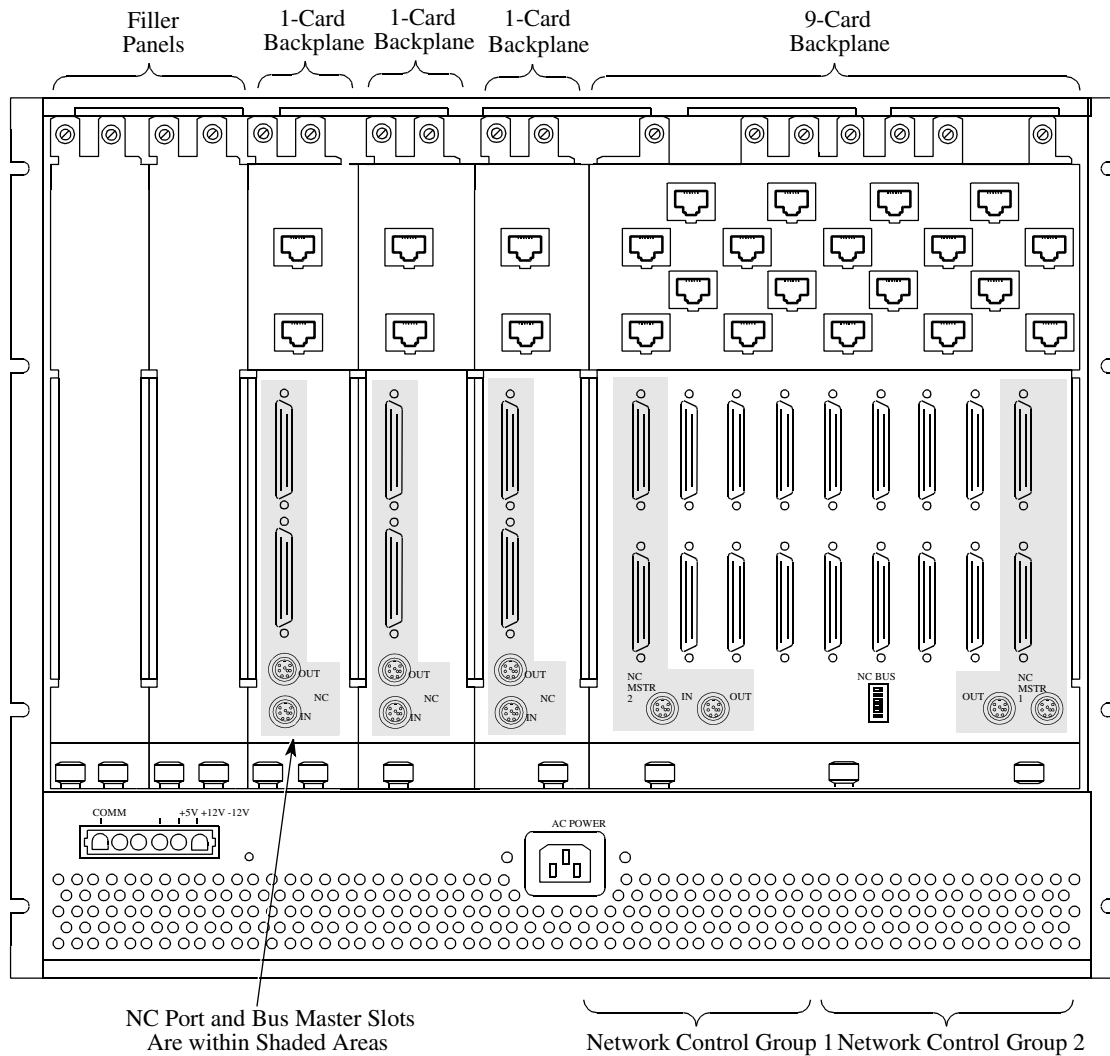 Filler
Panels
1-Card
Backplane
1-Card
Backplane
1-Card
Backplane
9-Card
Backplane
OUT
NC
IN
OUT
NC
IN
OUT
NC
IN
NC
MSTR
2
IN
OUT
NC BUS
OUT
NC
MSTR
1
COMM
+5V +12V -12V
AC POWER
NC Port and Bus Master Slots
Are within Shaded Areas
Network Control Group 1
Network Control Group 2